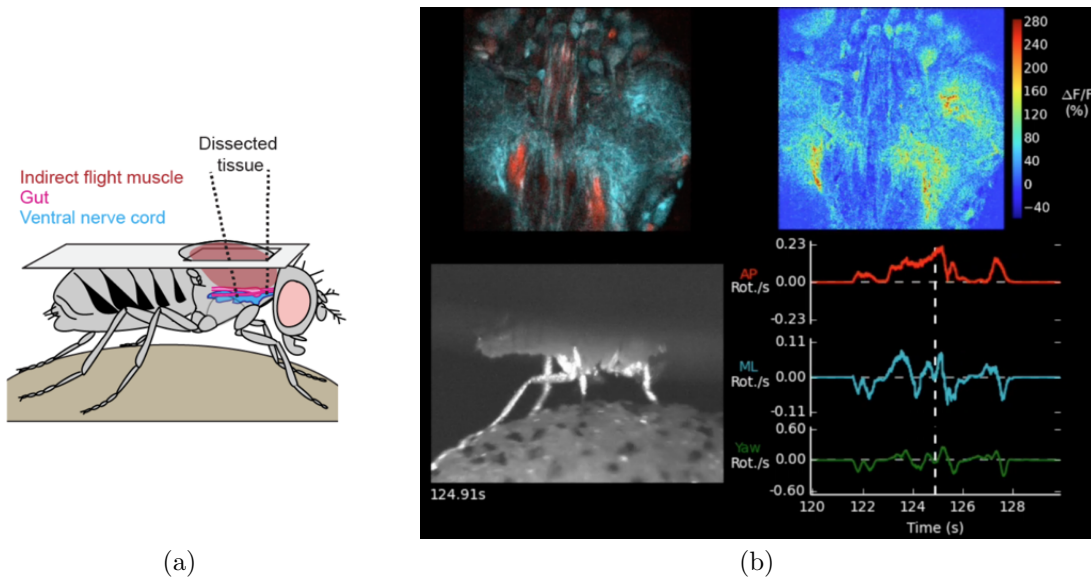 Dissected
tissue
Indirect flight muscle
Gut
Ventral nerve cord
(a)
280
240
200
160
120
80
40
0
−40
ΔF/F
(%)
124.91s
AP
Rot./s
0.23
0.00
-0.23
ML
Rot./s
0.11
0.00
-0.11
Yaw
Rot./s
0.60
0.00
-0.60
120 122 124 126 128
Time (s)
(b)